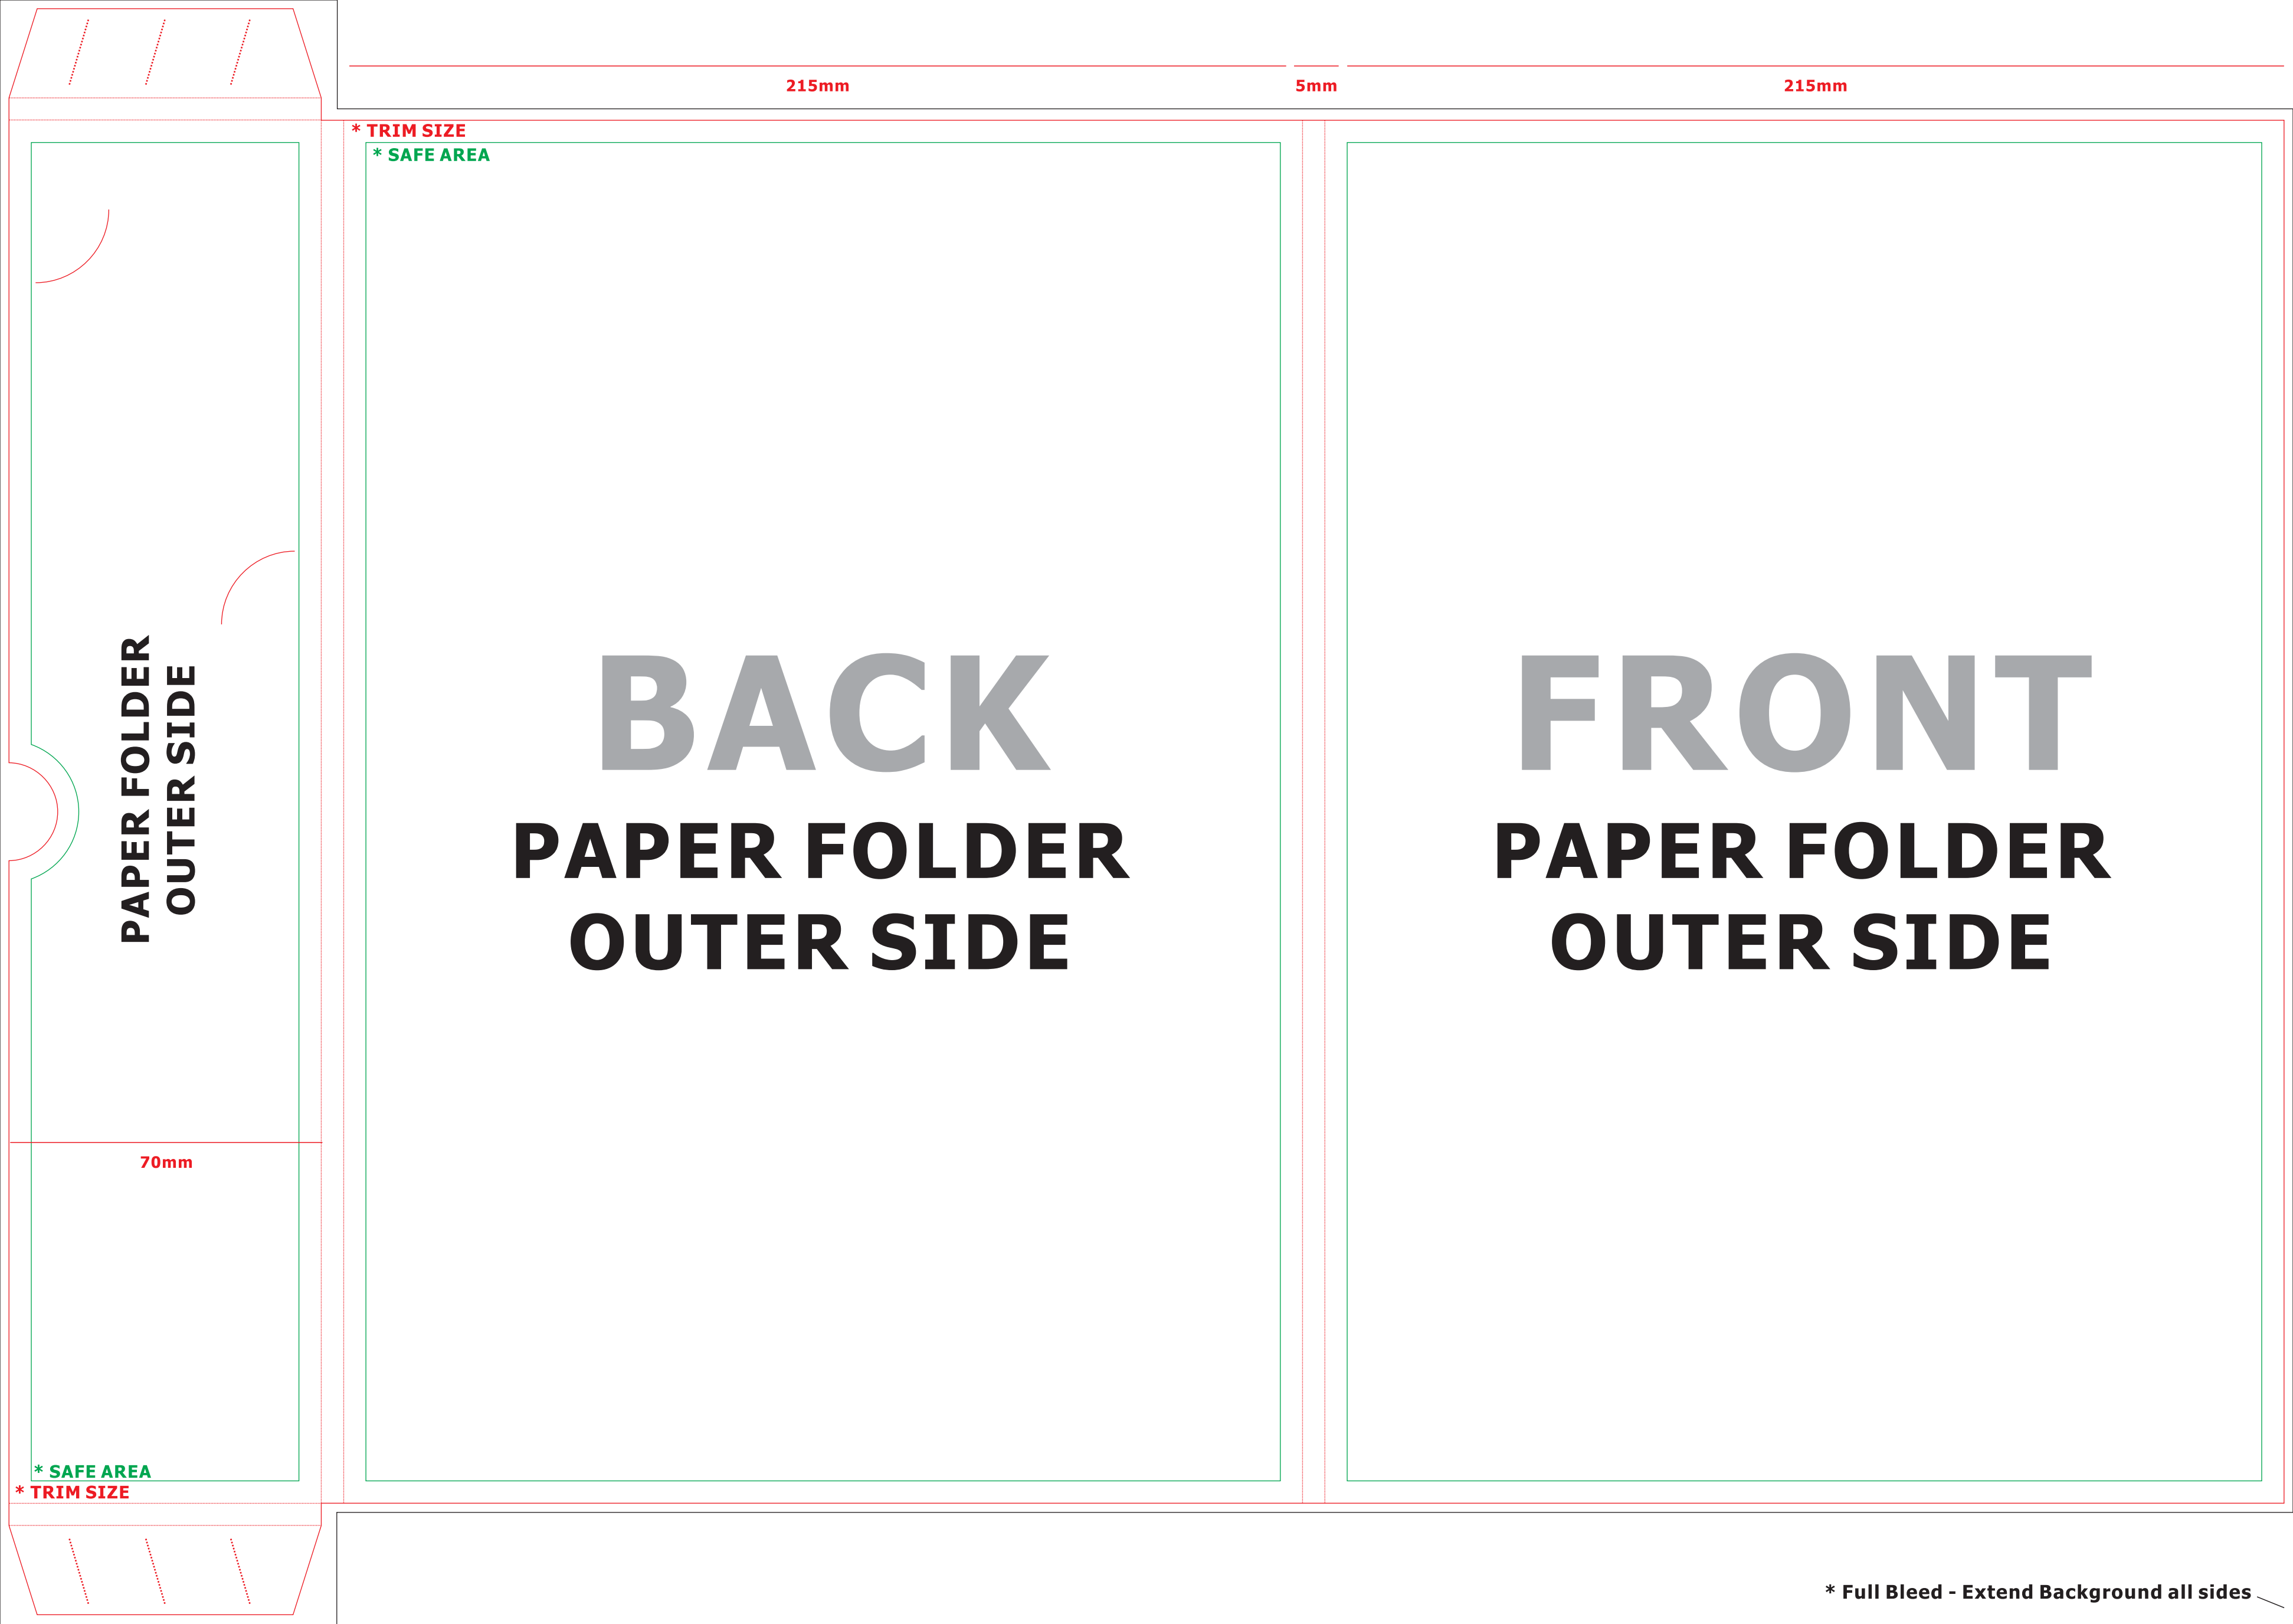 215mm
5mm
215mm
* TRIM SIZE
* SAFE AREA
PAPER FOLDER
OUTER SIDE
BACK
PAPER FOLDER
OUTER SIDE
FRONT
PAPER FOLDER
OUTER SIDE
70mm
* SAFE AREA
* TRIM SIZE
* Full Bleed - Extend Background all sides